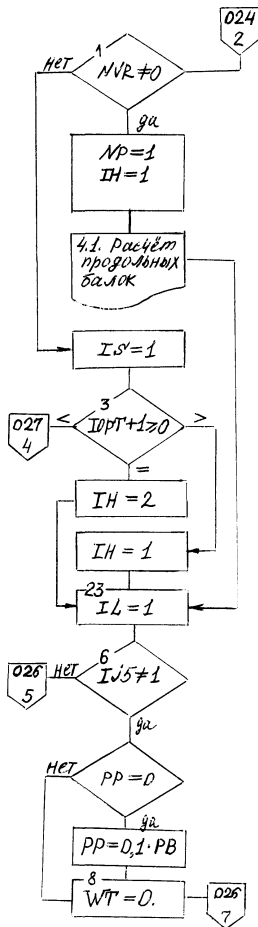 024
2
1
нет
NVR≠0
да
NP=1
IH=1
4.1. Расчёт
продольных
балок
IS=1
3
027
4
<
IOPT+1≥0
>
=
IH=2
IH=1
23
IL=1
6
026
5
нет
IJ5≠1
да
нет
PP=0
да
PP=0,1·PB
8
WT=0.
026
7